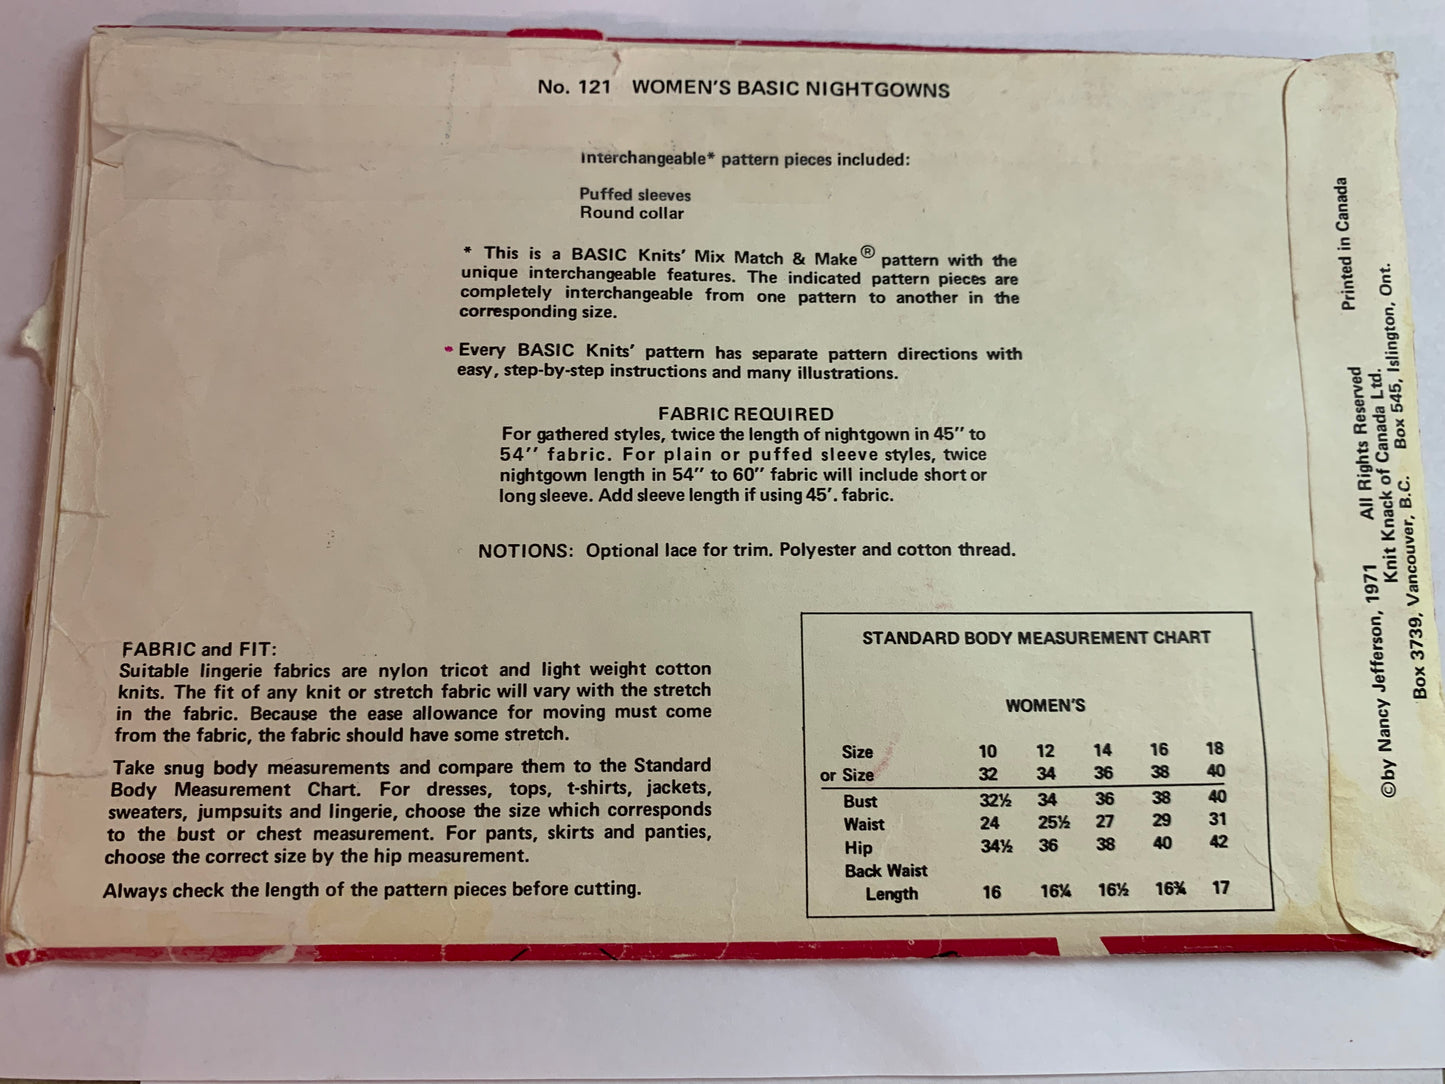 No. 121 WOMEN'S BASIC NIGHTGOWNS
Interchangeable* pattern pieces included:
Puffed sleeves
Round collar
* This is a BASIC Knits' Mix Match & Make® pattern with the
unique interchangeable features. The indicated pattern pieces are
completely interchangeable from one pattern to another in the
corresponding size.
* Every BASIC Knits' pattern has separate pattern directions with
easy, step-by-step instructions and many illustrations.
FABRIC REQUIRED
For gathered styles, twice the length of nightgown in 45" to
54" fabric. For plain or puffed sleeve styles, twice
nightgown length in 54" to 60" fabric will include short or
long sleeve. Add sleeve length if using 45'. fabric.
NOTIONS: Optional lace for trim. Polyester and cotton thread.
FABRIC and FIT:
Suitable lingerie fabrics are nylon tricot and light weight cotton
knits. The fit of any knit or stretch fabric will vary with the stretch
in the fabric. Because the ease allowance for moving must come
from the fabric, the fabric should have some stretch.
Take snug body measurements and compare them to the Standard
Body Measurement Chart. For dresses, tops, t-shirts, jackets,
sweaters, jumpsuits and lingerie, choose the size which corresponds
to the bust or chest measurement. For pants, skirts and panties,
choose the correct size by the hip measurement.
Always check the length of the pattern pieces before cutting.
STANDARD BODY MEASUREMENT CHART
WOMEN'S
Size 10 12 14 16 18
or Size 32 34 36 38 40
Bust 32½ 34 36 38 40
Waist 24 25½ 27 29 31
Hip 34½ 36 38 40 42
Back Waist
Length 16 16¼ 16½ 16¾ 17
Printed in Canada
©by Nancy Jefferson, 1971 All Rights Reserved
Knit Knack of Canada Ltd.
Box 3739, Vancouver, B.C. Box 545, Islington, Ont.